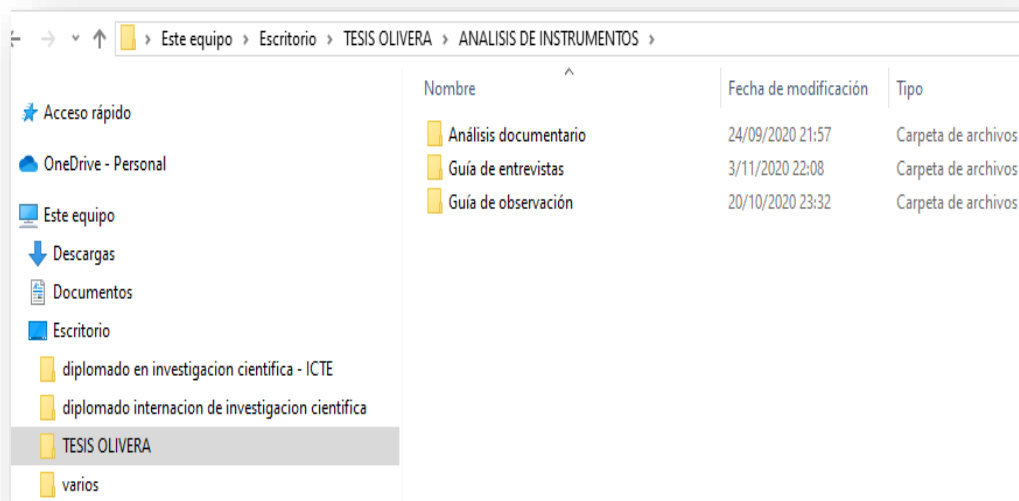 Este equipo > Escritorio > TESIS OLIVERA > ANALISIS DE INSTRUMENTOS >
Acceso rápido
OneDrive - Personal
Este equipo
Descargas
Documentos
Escritorio
diplomado en investigacion cientifica - ICTE
diplomado internacion de investigacion cientifica
TESIS OLIVERA
varios
Nombre Fecha de modificación Tipo
Análisis documentario 24/09/2020 21:57 Carpeta de archivos
Guía de entrevistas 3/11/2020 22:08 Carpeta de archivos
Guía de observación 20/10/2020 23:32 Carpeta de archivos